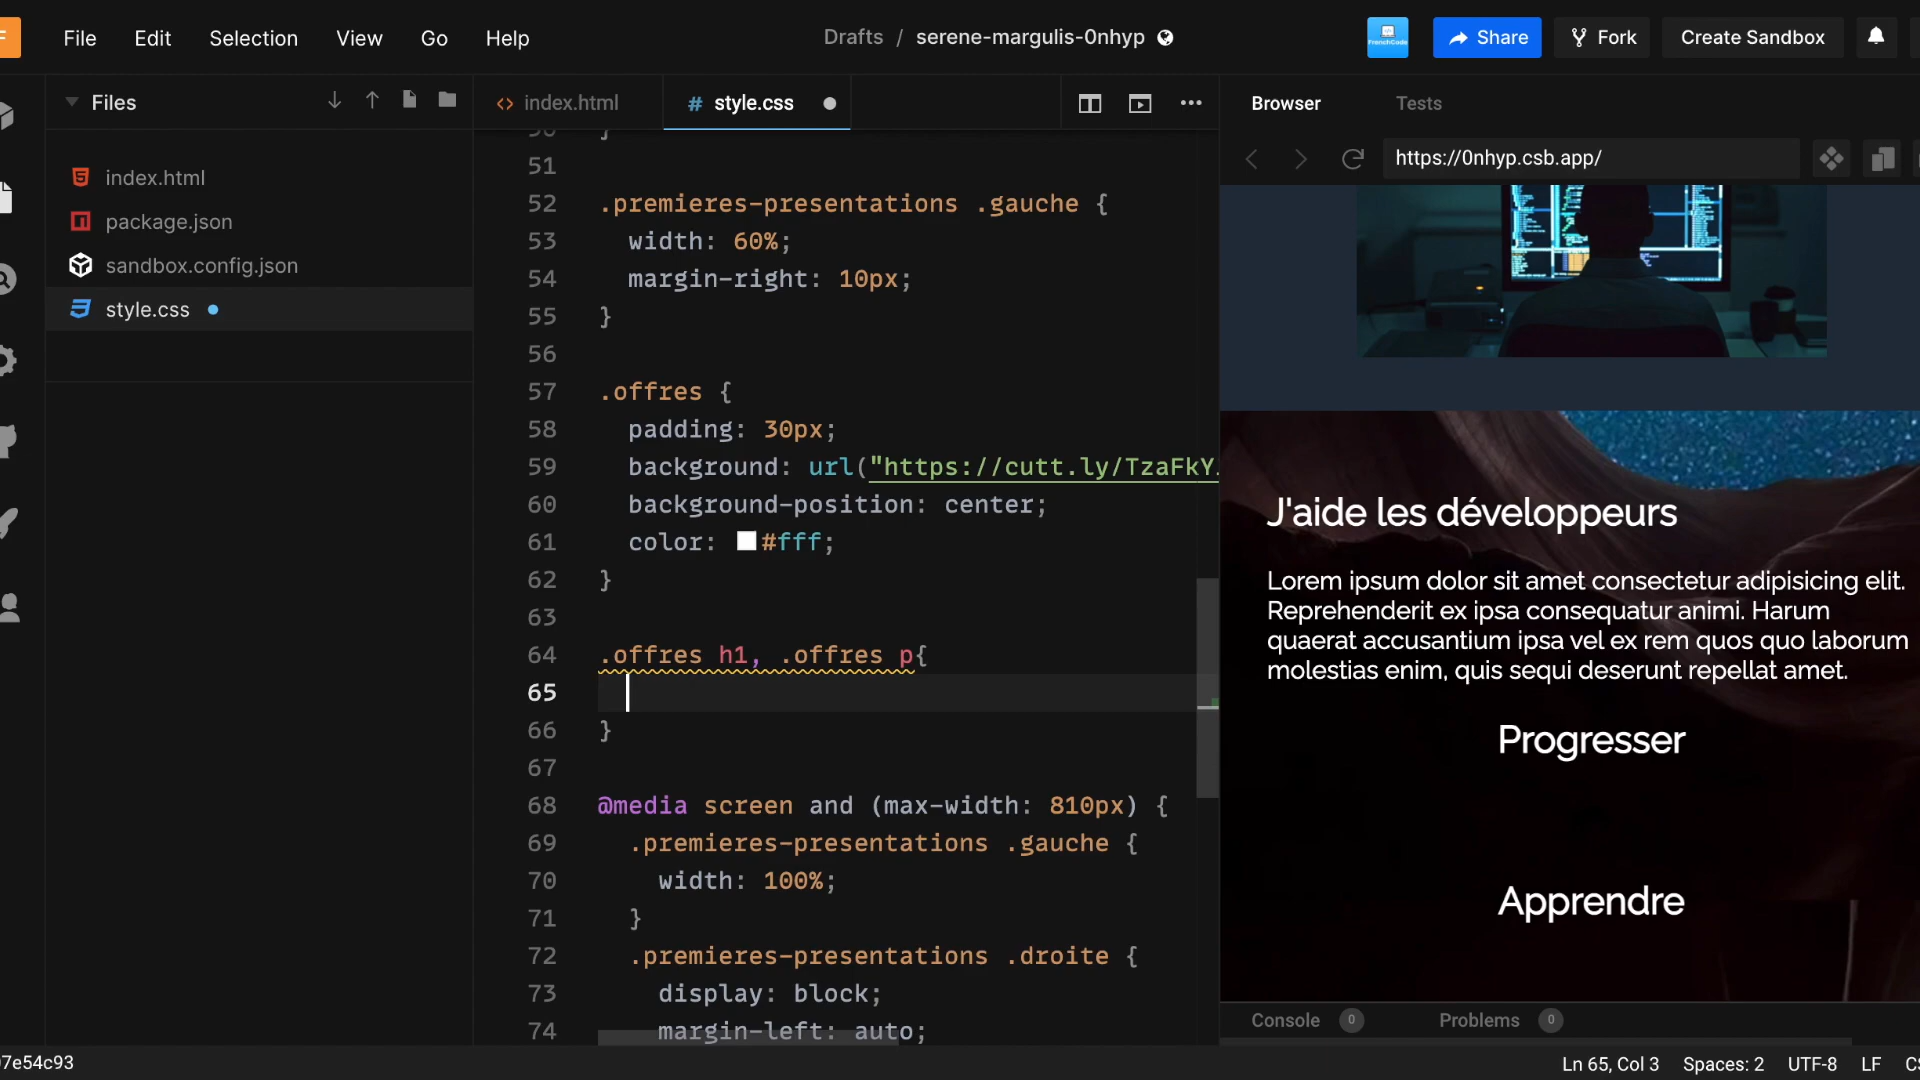 File Edit Selection View Go Help
Drafts / serene-margulis-0nhyp
FrenchCode
Share
Fork
Create Sandbox
Files
index.html
package.json
sandbox.config.json
style.css
<> index.html
# style.css
51
52 .premieres-presentations .gauche {
53 width: 60%;
54 margin-right: 10px;
55 }
56
57 .offres {
58 padding: 30px;
59 background: url("https://cutt.ly/TzaFkY
60 background-position: center;
61 color: #fff;
62 }
63
64 .offres h1, .offres p{
65
66 }
67
68 @media screen and (max-width: 810px) {
69 .premieres-presentations .gauche {
70 width: 100%;
71 }
72 .premieres-presentations .droite {
73 display: block;
74 margin-left: auto;
Browser Tests
https://0nhyp.csb.app/
J'aide les développeurs
Lorem ipsum dolor sit amet consectetur adipisicing elit.
Reprehenderit ex ipsa consequatur animi. Harum
quaerat accusantium ipsa vel ex rem quos quo laborum
molestias enim, quis sequi deserunt repellat amet.
Progresser
Apprendre
Console 0 Problems 0
7e54c93
Ln 65, Col 3 Spaces: 2 UTF-8 LF